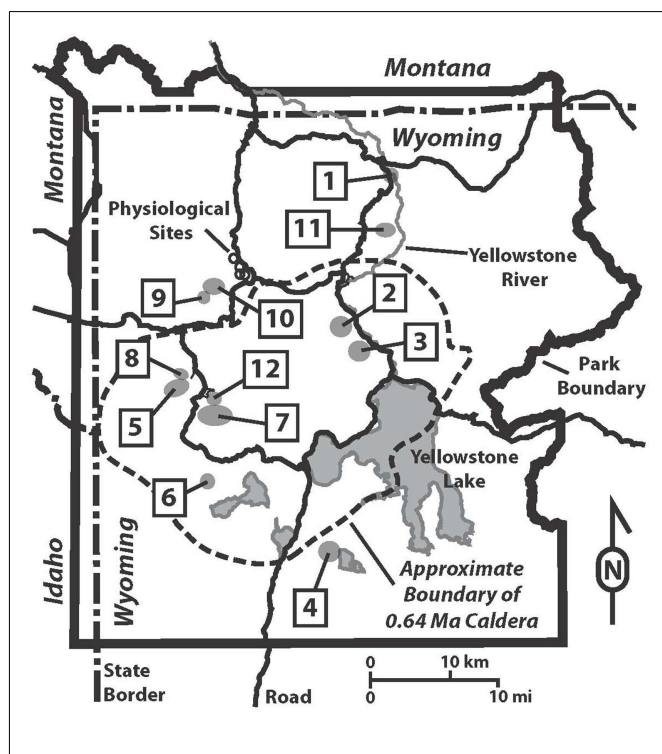 Montana
Wyoming
Montana
1
Physiological
Sites
11
Yellowstone
River
9
10
2
3
8
12
5
7
Park
Boundary
6
Yellowstone
Lake
4
Approximate
Boundary of
0.64 Ma Caldera
N
Idaho
Wyoming
State
Border
Road
0 10 km
0 10 mi